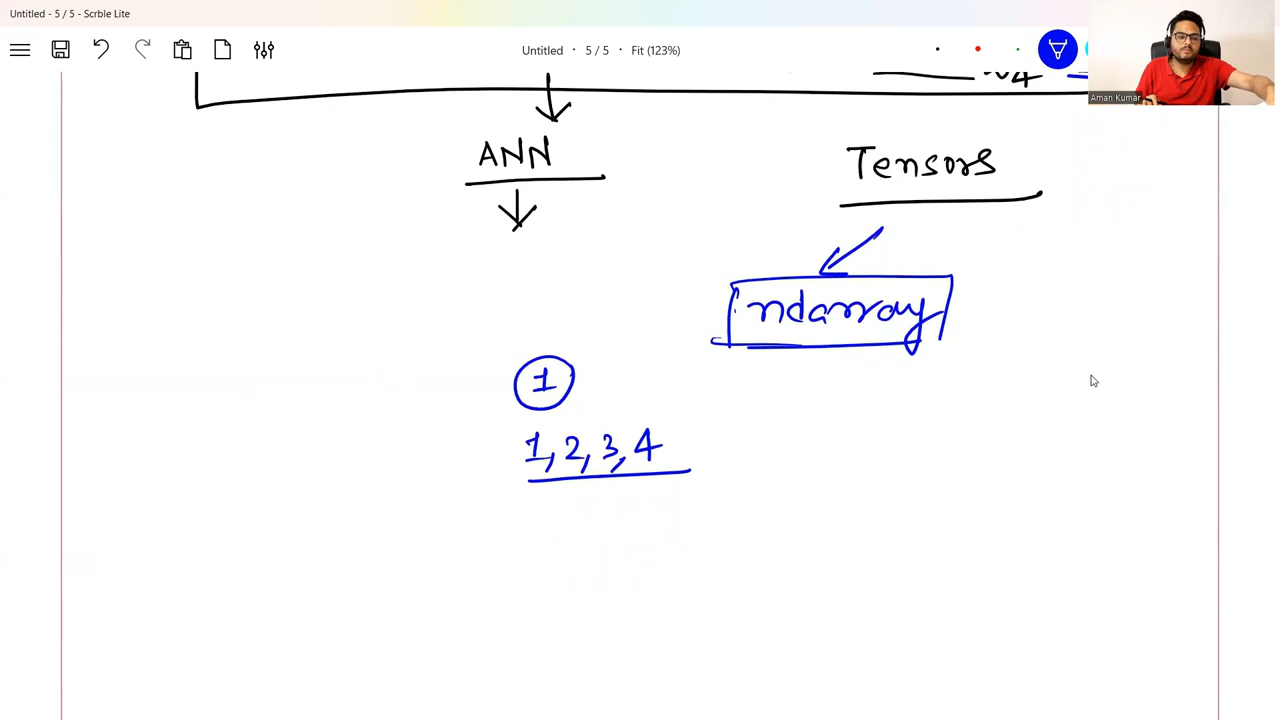 Untitled - 5 / 5 - Scrble Lite
Untitled • 5 / 5 • Fit (123%)
Aman Kumar
ANN
Tensors
ndarray
1
1, 2, 3, 4